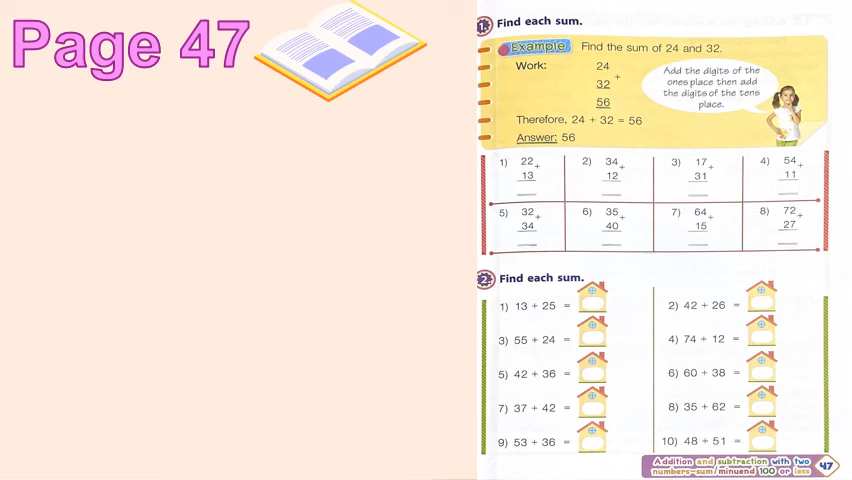 Page 47
1. Find each sum.
Example Find the sum of 24 and 32.
Work: 24
+
32
56
Add the digits of the
ones place then add
the digits of the tens
place.
Therefore, 24 + 32 = 56
Answer: 56
1) 22 + 13 2) 34 + 12 3) 17 + 31 4) 54 + 11
5) 32 + 34 6) 35 + 40 7) 64 + 15 8) 72 + 27
2. Find each sum.
1) 13 + 25 = 2) 42 + 26 =
3) 55 + 24 = 4) 74 + 12 =
5) 42 + 36 = 6) 60 + 38 =
7) 37 + 42 = 8) 35 + 62 =
9) 53 + 36 = 10) 48 + 51 =
Addition and subtraction with two
numbers–sum/minuend 100 or less
47